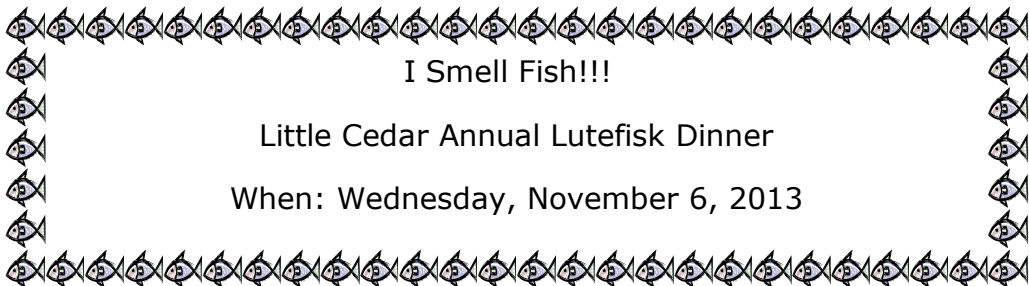 I Smell Fish!!!
Little Cedar Annual Lutefisk Dinner
When: Wednesday, November 6, 2013